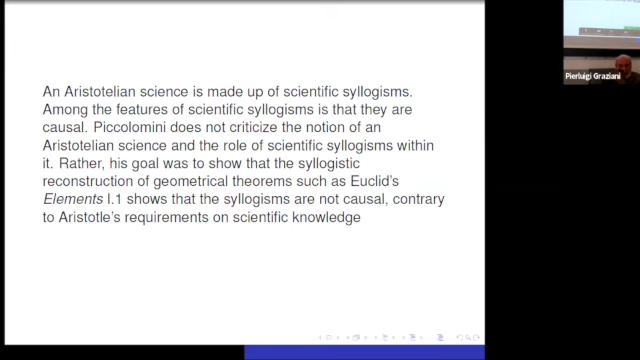 An Aristotelian science is made up of scientific syllogisms.
Among the features of scientific syllogisms is that they are
causal. Piccolomini does not criticize the notion of an
Aristotelian science and the role of scientific syllogisms within
it. Rather, his goal was to show that the syllogistic
reconstruction of geometrical theorems such as Euclid's
Elements I.1 shows that the syllogisms are not causal, contrary
to Aristotle's requirements on scientific knowledge
Pierluigi Graziani